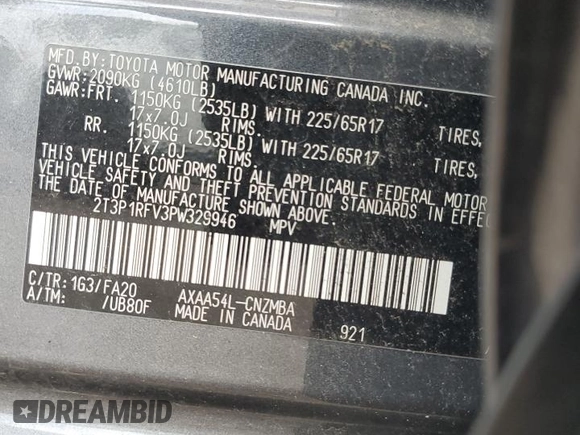 MFD.BY:TOYOTA MOTOR MANUFACTURING CANADA INC.
GVWR:2090KG (4610LB)
GAWR:FRT. 1150KG (2535LB) WITH 225/65R17 TIRES,
17x7.0J RIMS.
RR. 1150KG (2535LB) WITH 225/65R17 TIRES,
17x7.0J RIMS.
THIS VEHICLE CONFORMS TO ALL APPLICABLE FEDERAL MOTOR
VEHICLE SAFETY AND THEFT PREVENTION STANDARDS IN EFFEC
ON THE DATE OF MANUFACTURE SHOWN ABOVE.
2T3P1RFV3PW329946 MPV
C/TR:1G3/FA20 AXAA54L-CNZMBA
A/TM: /UB80F MADE IN CANADA 921
DREAMBID